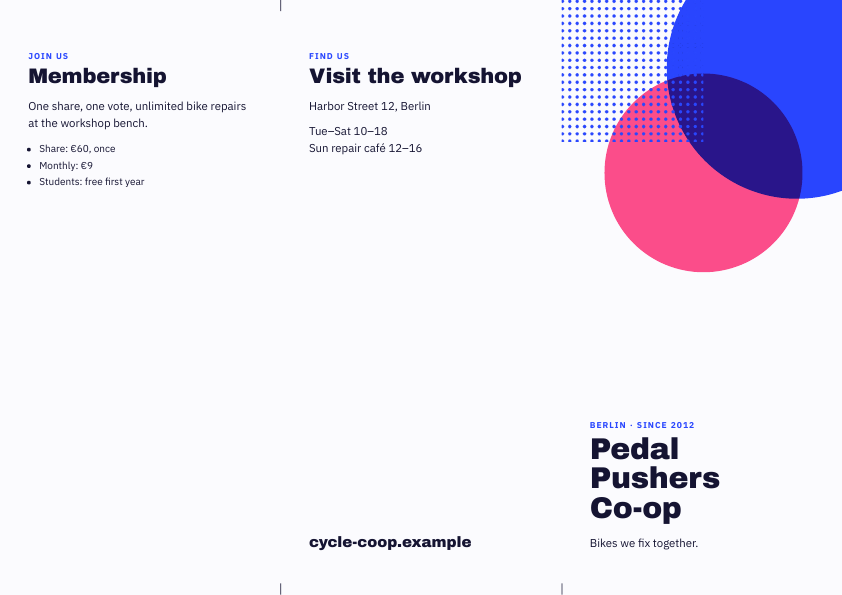 JOIN US
Membership
One share, one vote, unlimited bike repairs
at the workshop bench.
Share: €60, once
Monthly: €9
Students: free first year
FIND US
Visit the workshop
Harbor Street 12, Berlin
Tue–Sat 10–18
Sun repair café 12–16
cycle-coop.example
BERLIN · SINCE 2012
Pedal
Pushers
Co-op
Bikes we fix together.